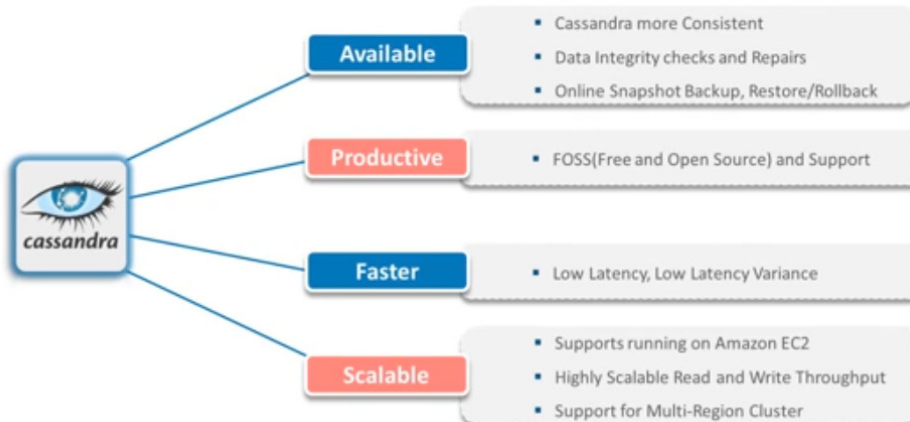 Available
Cassandra more Consistent
Data Integrity checks and Repairs
Online Snapshot Backup, Restore/Rollback
Productive
FOSS(Free and Open Source) and Support
cassandra
Faster
Low Latency, Low Latency Variance
Scalable
Supports running on Amazon EC2
Highly Scalable Read and Write Throughput
Support for Multi-Region Cluster